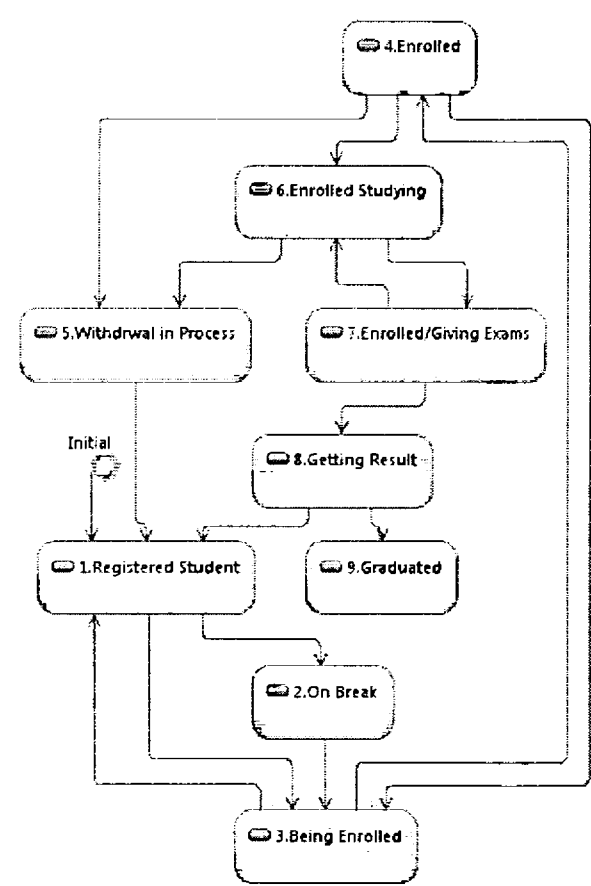 4.Enrolled
6.Enrolled Studying
5.Withdrwal in Process
7.Enrolled/Giving Exams
Initial
8.Getting Result
1.Registered Student
9.Graduated
2.On Break
3.Being Enrolled